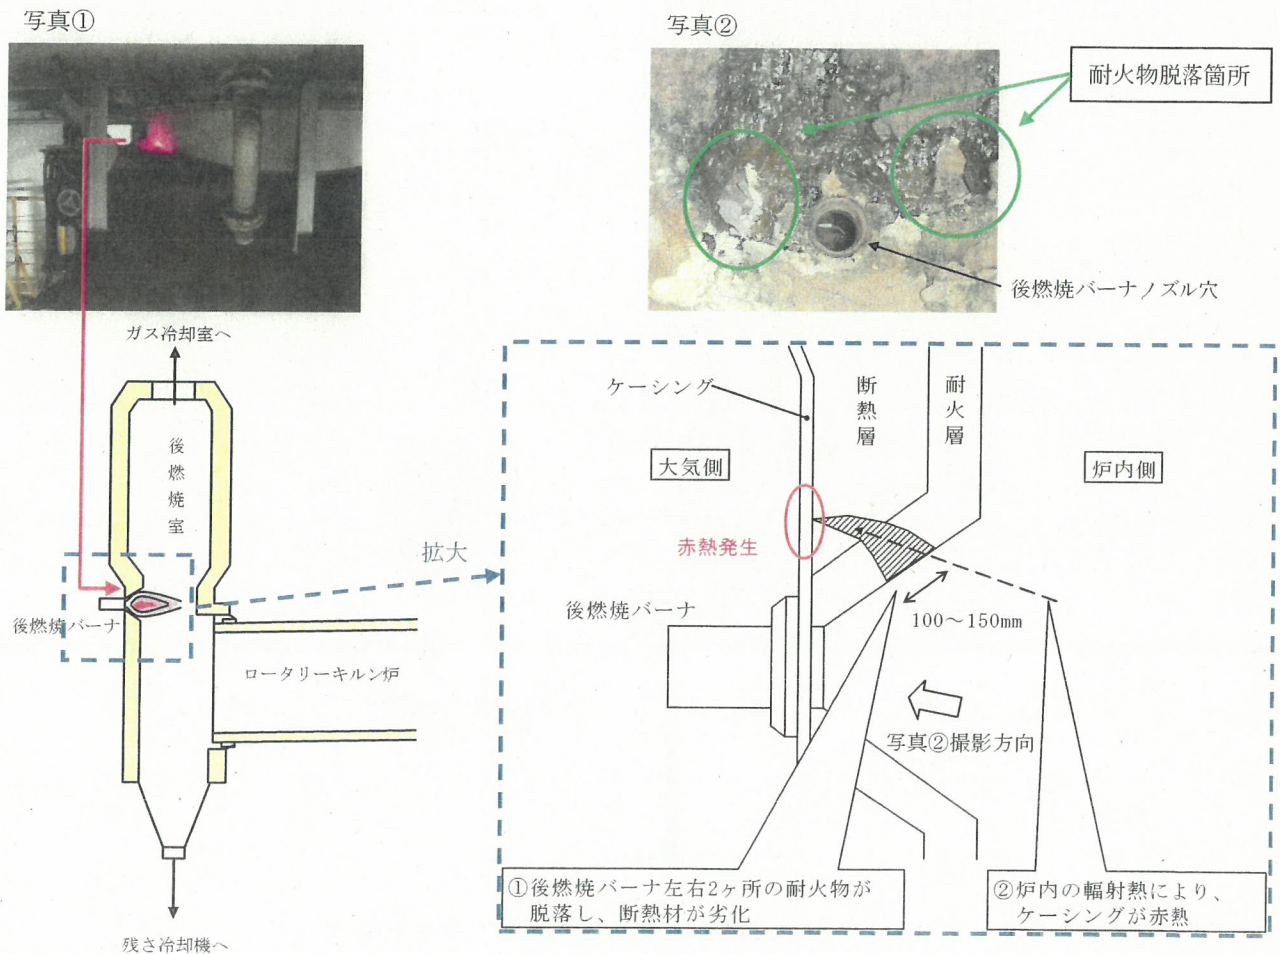 写真①
写真②
耐火物脱落箇所
後燃焼バーナノズル穴
ガス冷却室へ
後燃焼室
後燃焼バーナ
ロータリーキルン炉
残さ冷却機へ
拡大
ケーシング
断熱層
耐火層
大気側
炉内側
赤熱発生
後燃焼バーナ
100～150mm
写真②撮影方向
①後燃焼バーナ左右2ヶ所の耐火物が
脱落し、断熱材が劣化
②炉内の輻射熱により、
ケーシングが赤熱